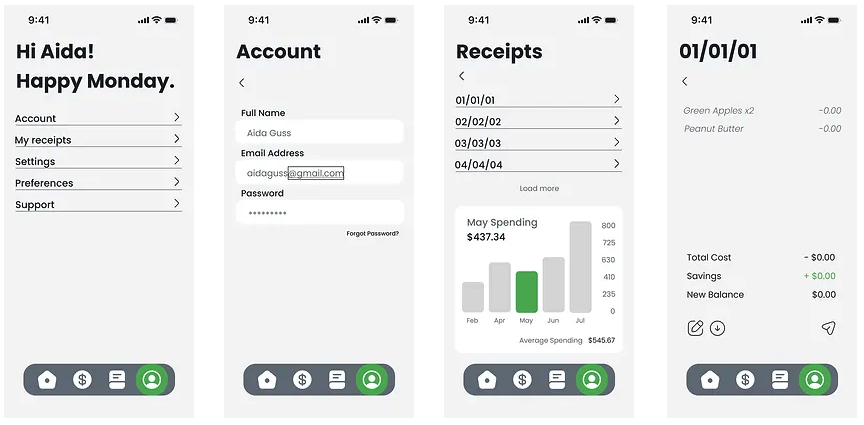 9:41
Hi Aida!
Happy Monday.
Account
My receipts
Settings
Preferences
Support
9:41
Account
Full Name
Aida Guss
Email Address
aidaguss@gmail.com
Password
•••••••••
Forgot Password?
9:41
Receipts
01/01/01
02/02/02
03/03/03
04/04/04
Load more
May Spending
$437.34
800
725
630
410
235
0
Feb Apr May Jun Jul
Average Spending $545.67
9:41
01/01/01
Green Apples x2 -0.00
Peanut Butter -0.00
Total Cost - $0.00
Savings + $0.00
New Balance $0.00